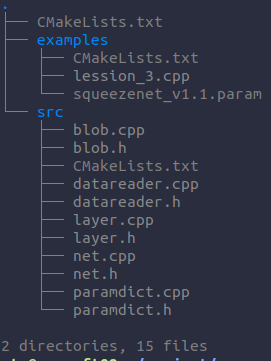 .
├── CMakeLists.txt
├── examples
│   ├── CMakeLists.txt
│   ├── lession_3.cpp
│   └── squeezenet_v1.1.param
└── src
    ├── blob.cpp
    ├── blob.h
    ├── CMakeLists.txt
    ├── datareader.cpp
    ├── datareader.h
    ├── layer.cpp
    ├── layer.h
    ├── net.cpp
    ├── net.h
    ├── paramdict.cpp
    └── paramdict.h
2 directories, 15 files